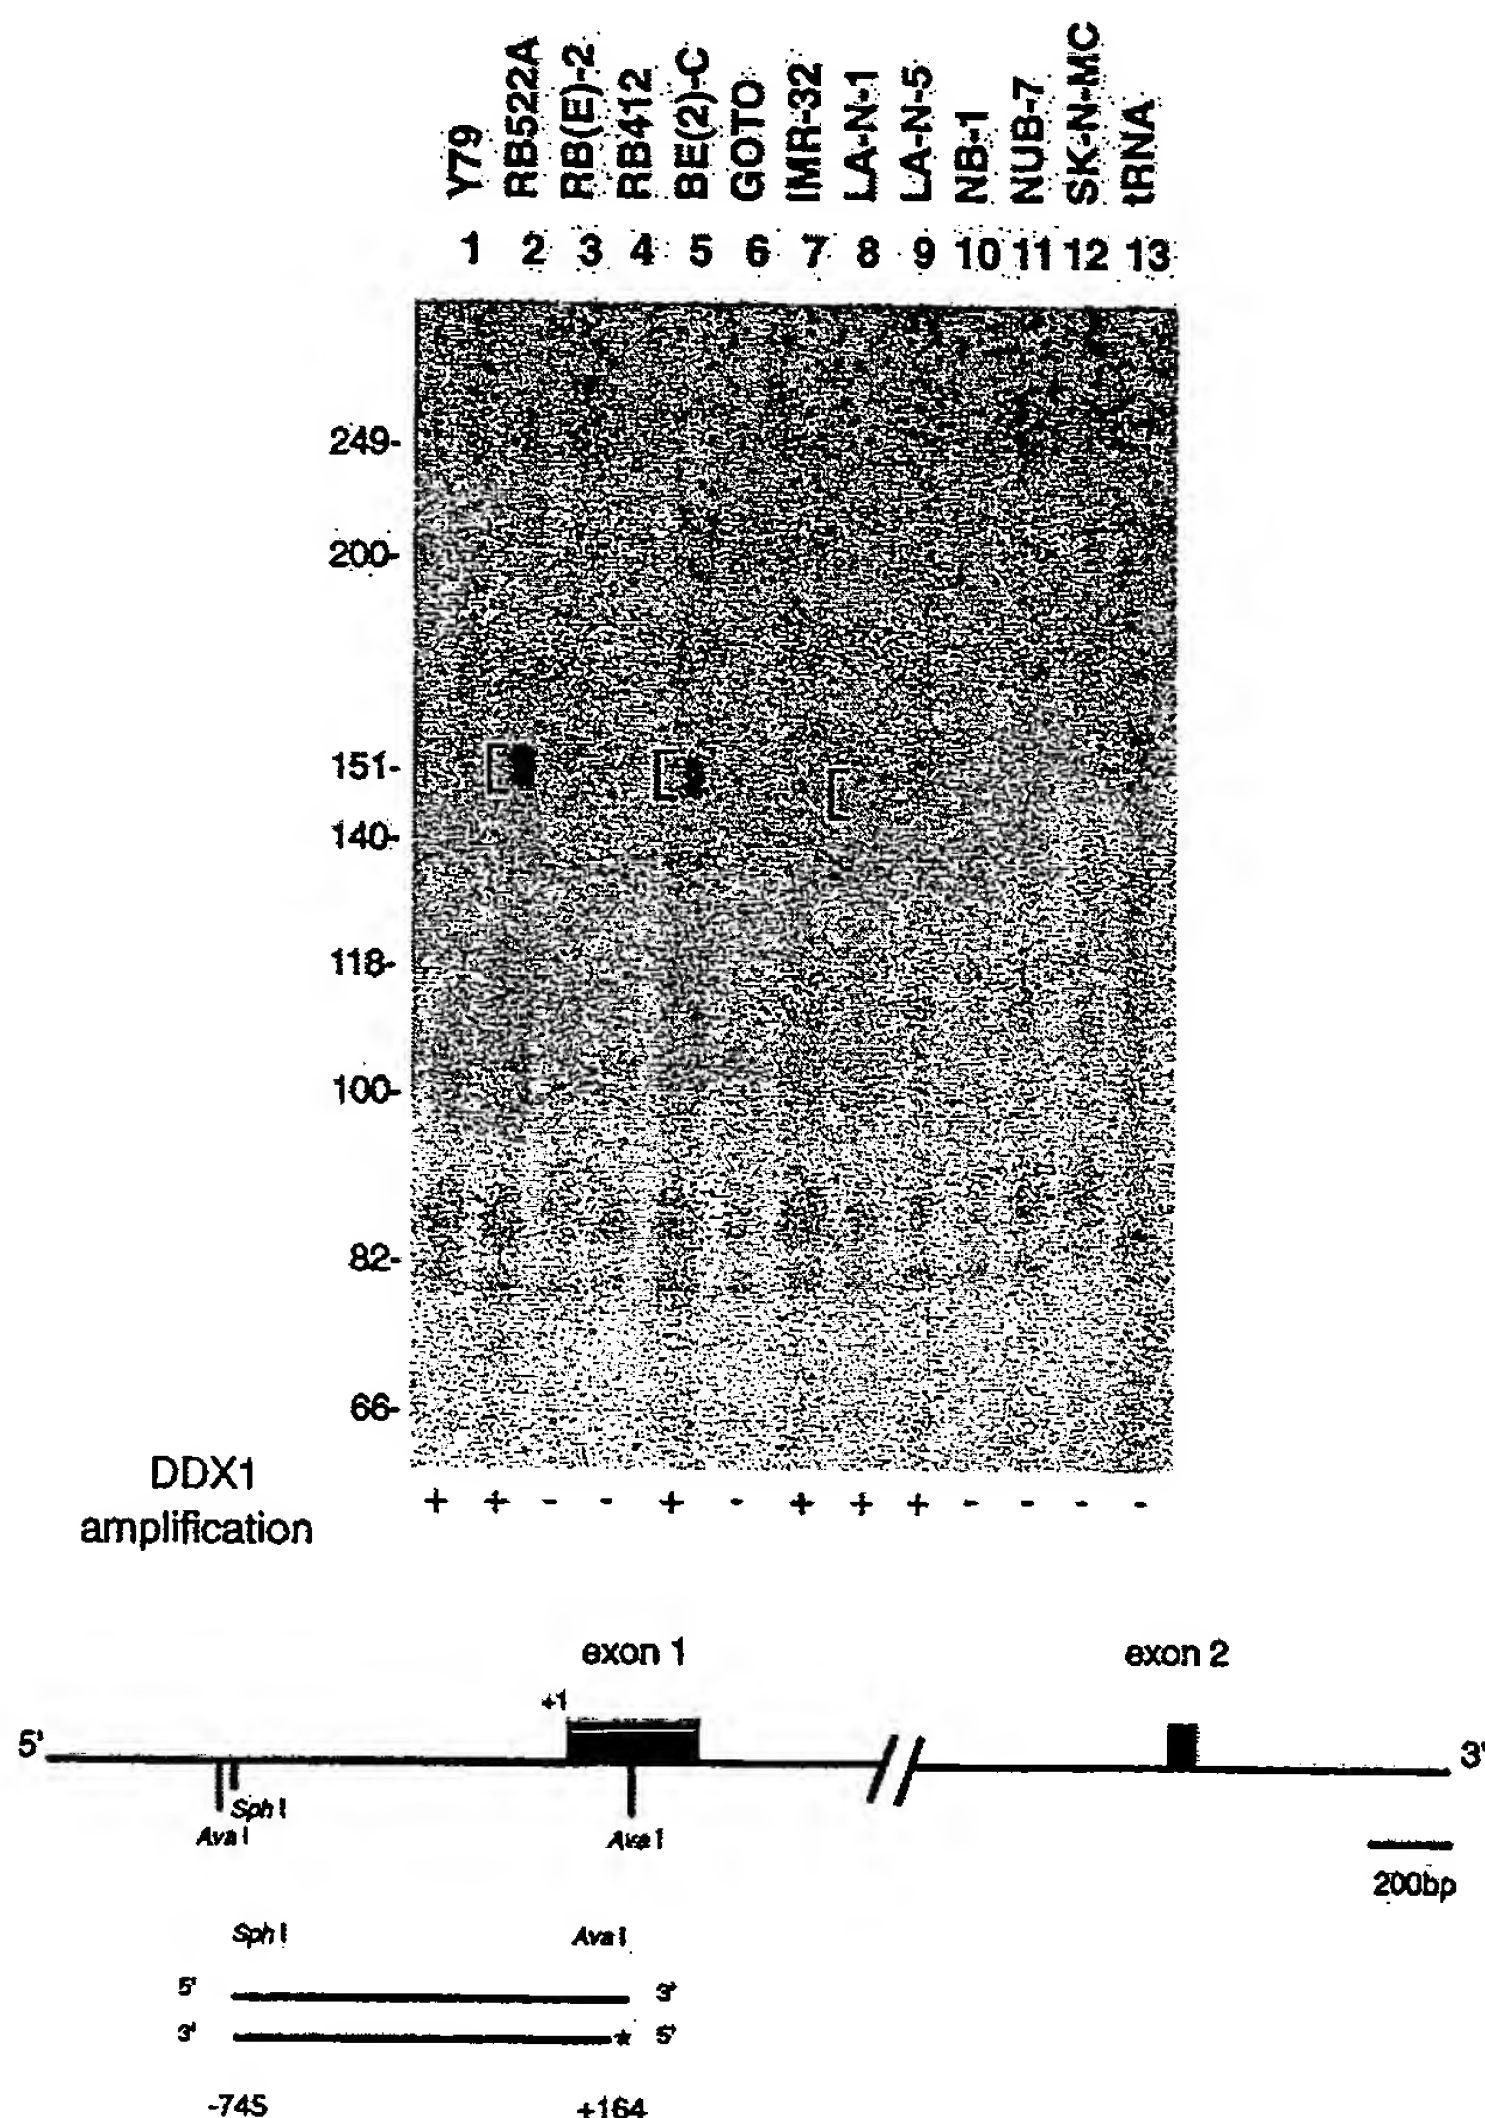 Y79
RB522A
RB(E)-2
RB412
BE(2)-C
GOTO
IMR-32
LA-N-1
LA-N-5
NB-1
NUB-7
SK-N-MC
tRNA
1 2 3 4 5 6 7 8 9 10 11 12 13
249-
200-
151-
140-
118-
100-
82-
66-
DDX1
amplification
+ + - - + - + + + - - - -
exon 1
exon 2
+1
5'
3'
Sph I
Ava I
Ava I
200bp
Sph I
Ava I
5'
3'
3'
★ 5'
-745
+164